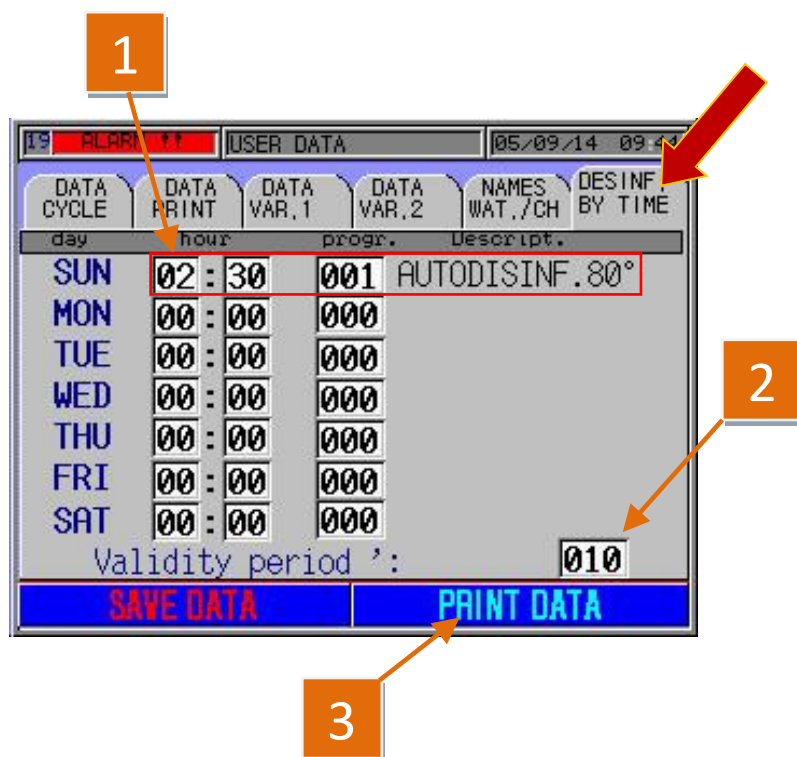 1
19 ALARM !! USER DATA 05/09/14 09:44
DATA CYCLE DATA PRINT DATA VAR.1 DATA VAR.2 NAMES WAT./CH DESINF. BY TIME
day hour progr. Descript.
SUN 02:30 001 AUTODISINF.80°
MON 00:00 000
TUE 00:00 000
2
WED 00:00 000
THU 00:00 000
FRI 00:00 000
SAT 00:00 000
Validity period ': 010
SAVE DATA PRINT DATA
3